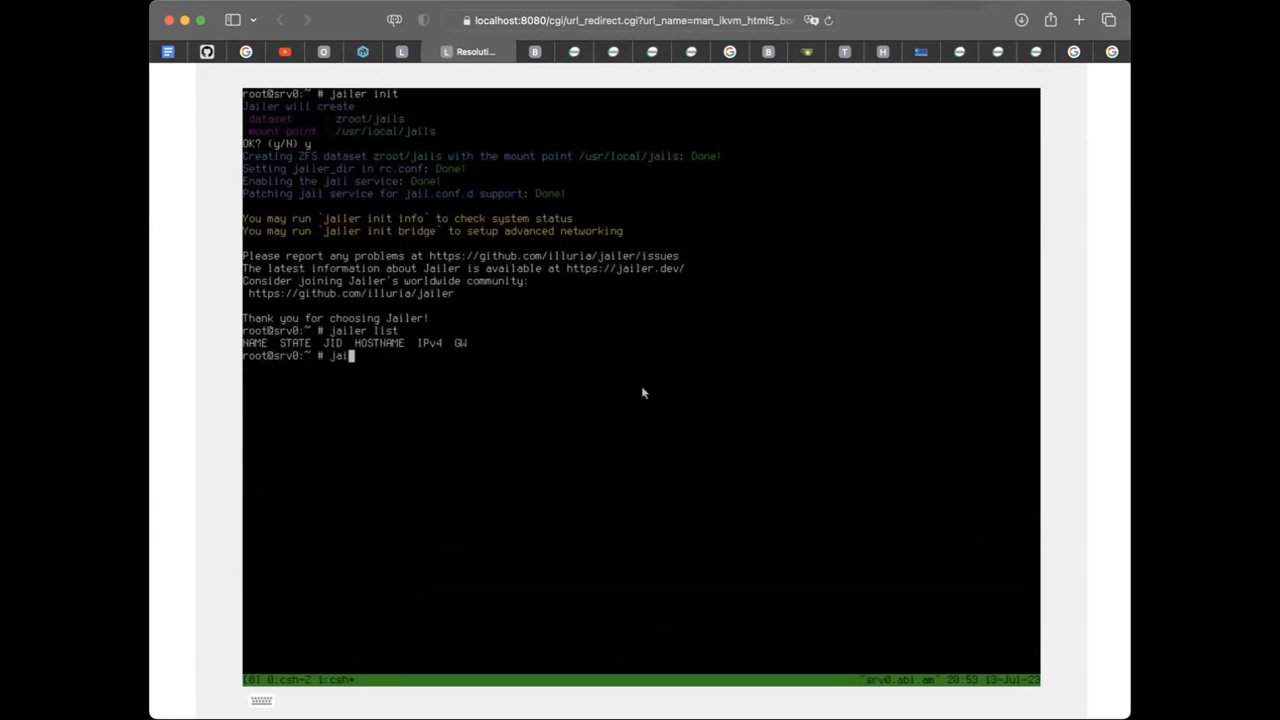 localhost:8080/cgi/url_redirect.cgi?url_name=man_ikvm_html5_bo
L Resoluti...
root@srv0:~ # jailer init
Jailer will create
dataset zroot/jails
mount point /usr/local/jails
OK? (y/N) y
Creating ZFS dataset zroot/jails with the mount point /usr/local/jails: Done!
Setting jailer_dir in rc.conf: Done!
Enabling the jail service: Done!
Patching jail service for jail.conf.d support: Done!
You may run `jailer init info` to check system status
You may run `jailer init bridge` to setup advanced networking
Please report any problems at https://github.com/illuria/jailer/issues
The latest information about Jailer is available at https://jailer.dev/
Consider joining Jailer's worldwide community:
https://github.com/illuria/jailer
Thank you for choosing Jailer!
root@srv0:~ # jailer list
NAME STATE JID HOSTNAME IPv4 GW
root@srv0:~ # jai
[0] 0:csh-Z 1:csh* "srv0.abi.am" 20:53 13-Jul-23